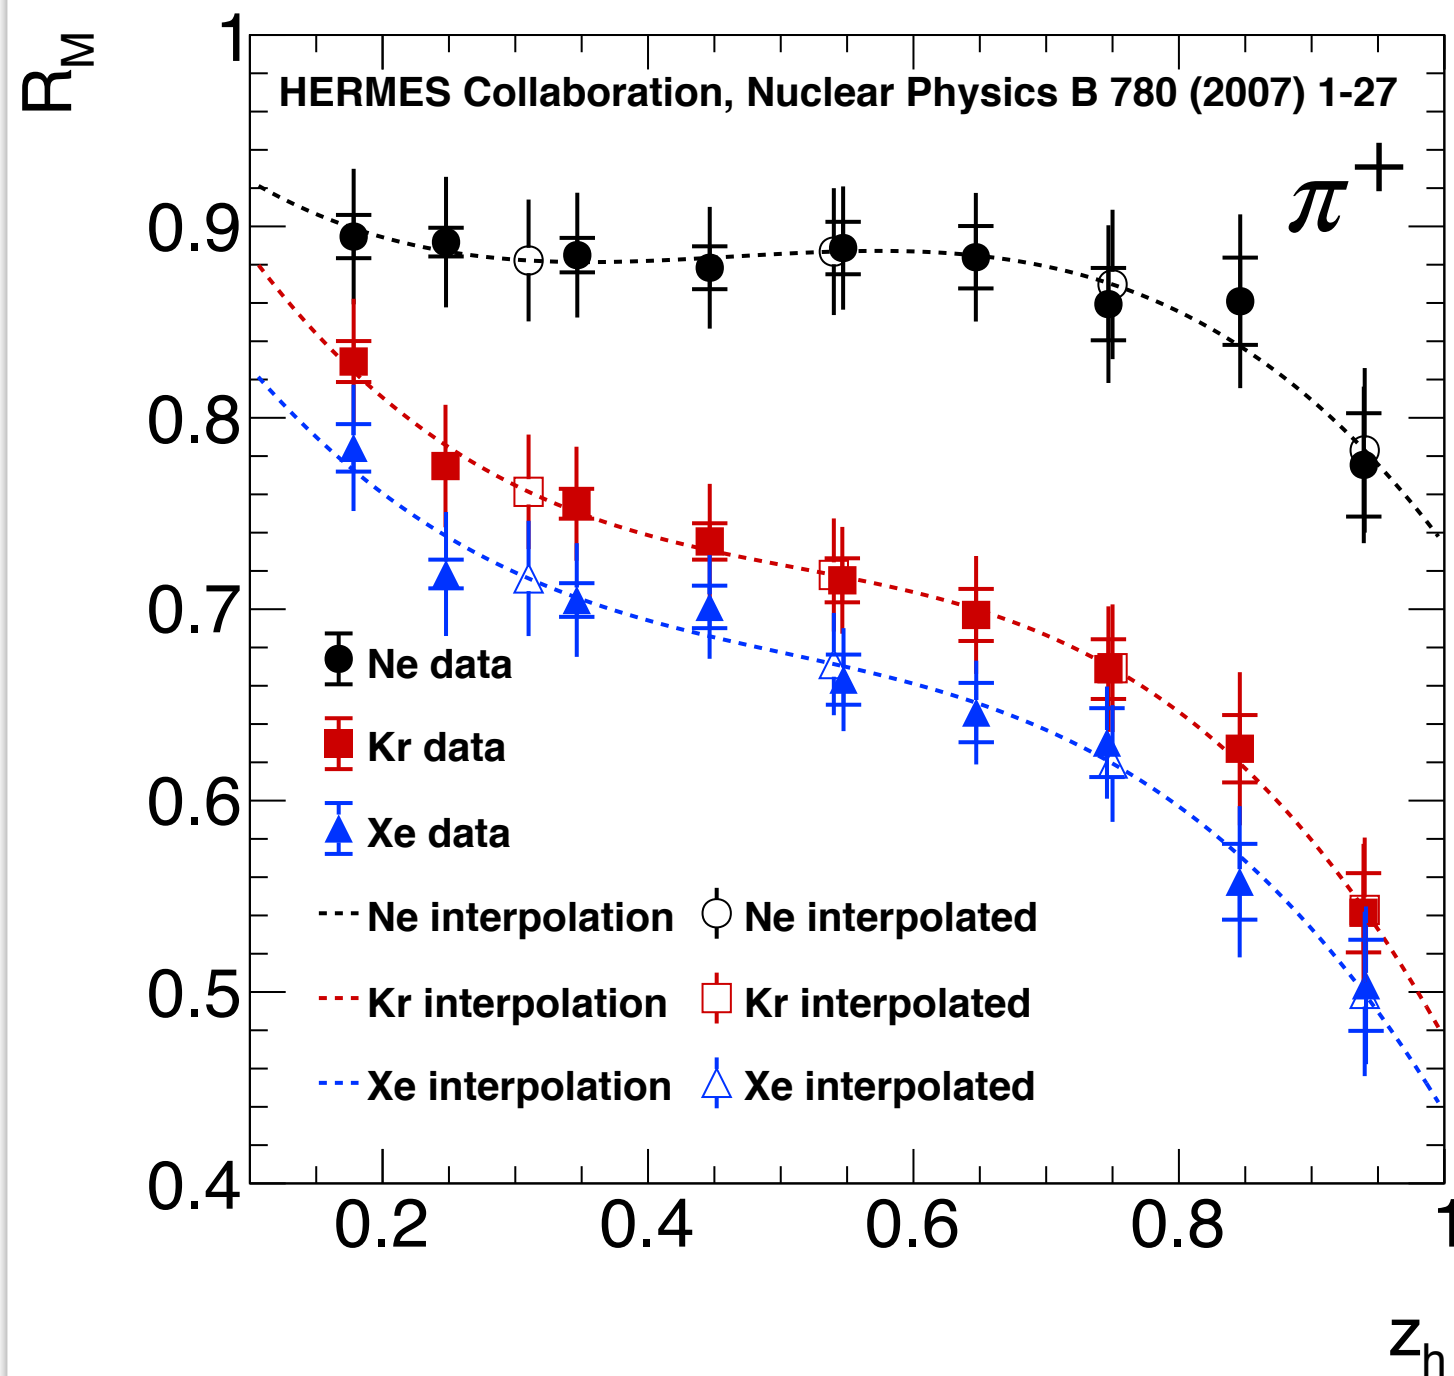 R_M
1
HERMES Collaboration, Nuclear Physics B 780 (2007) 1-27
π+
0.9
0.8
0.7
0.6
0.5
0.4
Ne data
Kr data
Xe data
Ne interpolation
Ne interpolated
Kr interpolation
Kr interpolated
Xe interpolation
Xe interpolated
0.2 0.4 0.6 0.8 1
z_h